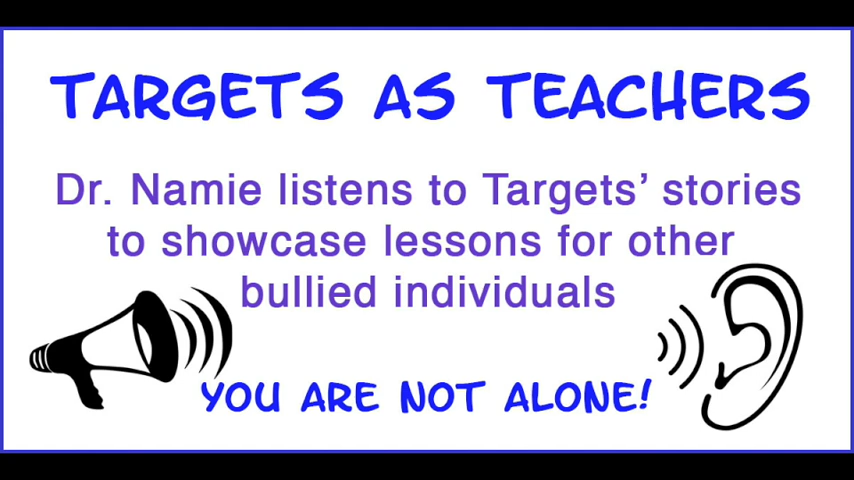 TARGETS AS TEACHERS
Dr. Namie listens to Targets’ stories
to showcase lessons for other
bullied individuals
YOU ARE NOT ALONE!